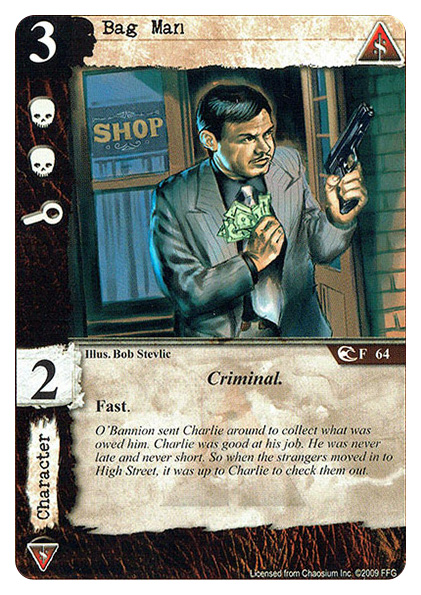 3
Bag Man
SHOP
Illus. Bob Stevlic
F 64
2
Criminal.
Fast.
O'Bannion sent Charlie around to collect what was
owed him. Charlie was good at his job. He was never
late and never short. So when the strangers moved in to
High Street, it was up to Charlie to check them out.
Character
Licensed from Chaosium Inc. ©2009 FFG